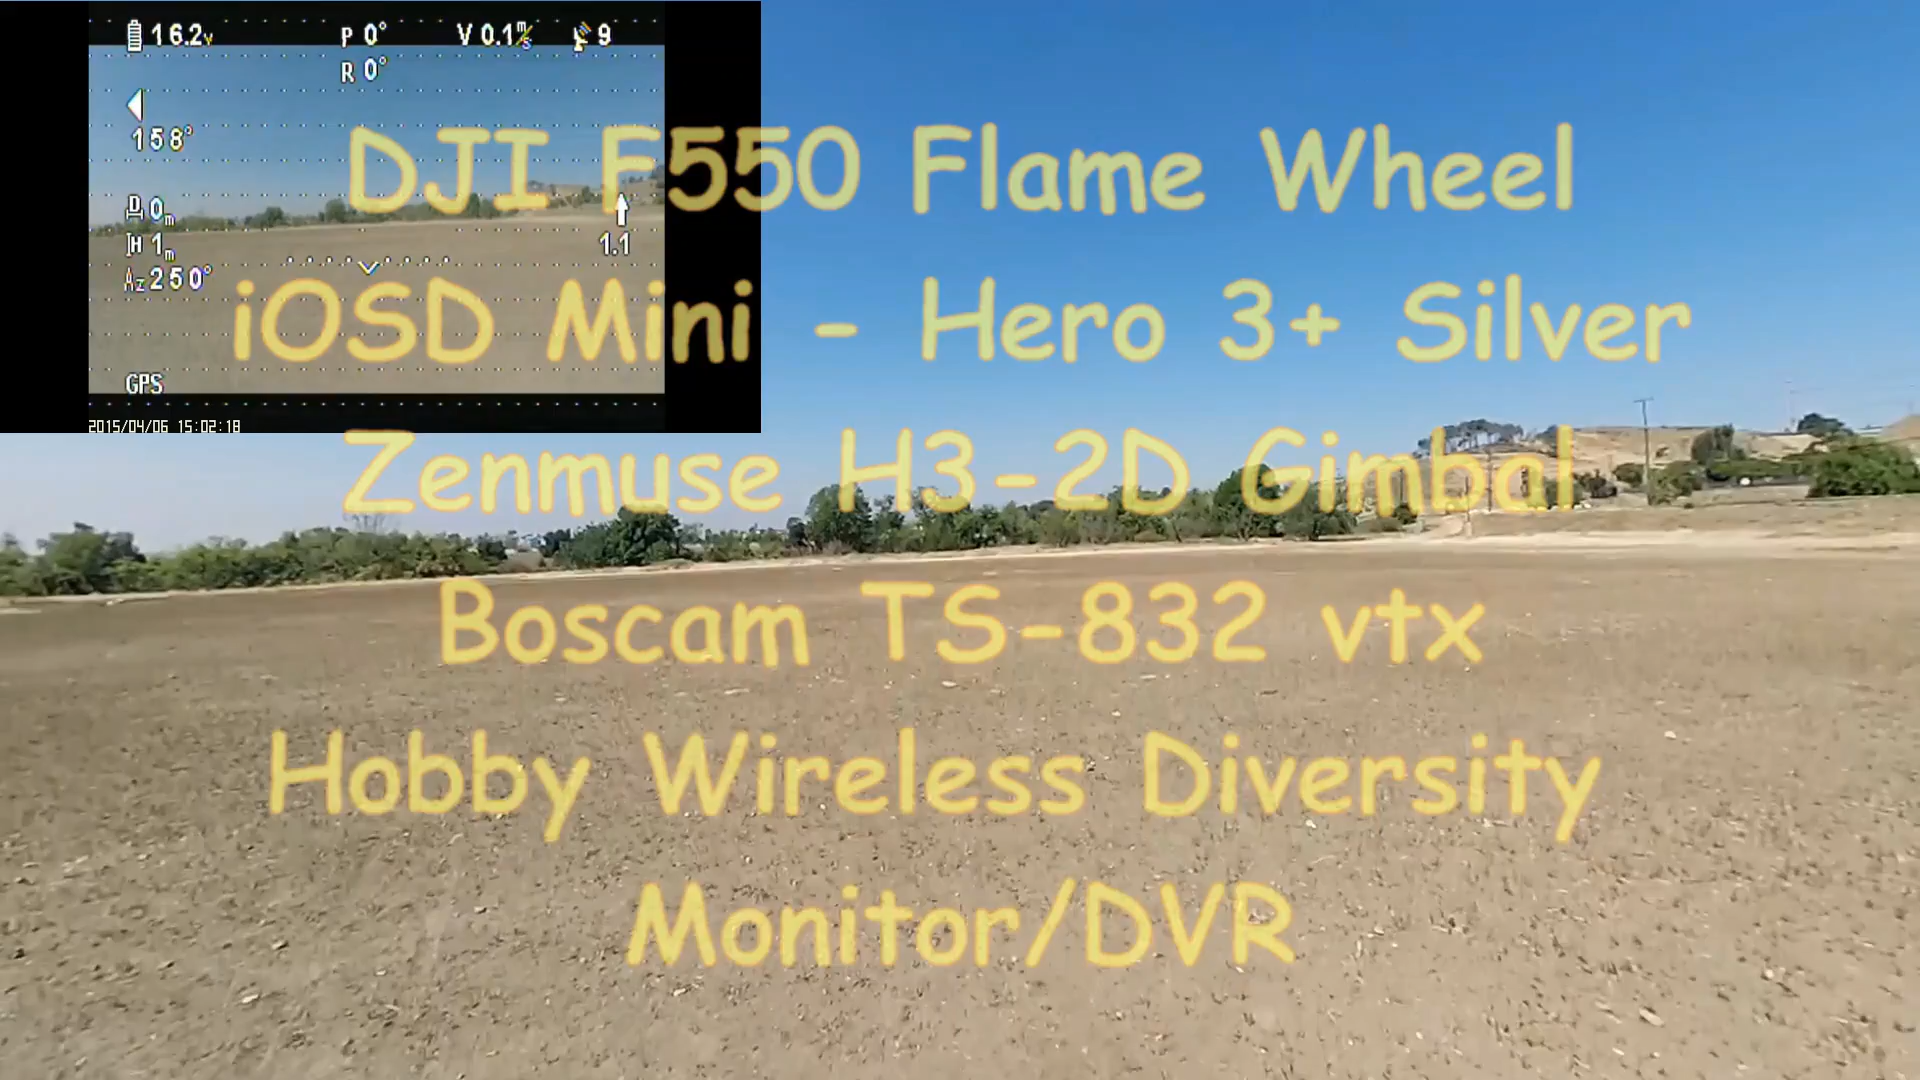 16.2v P 0° V 0.1m/s 9
R 0°
158°
D 0m
H 1m 1.1
Az 250°
GPS
2015/04/06 15:02:18
DJI F550 Flame Wheel
iOSD Mini - Hero 3+ Silver
Zenmuse H3-2D Gimbal
Boscam TS-832 vtx
Hobby Wireless Diversity
Monitor/DVR